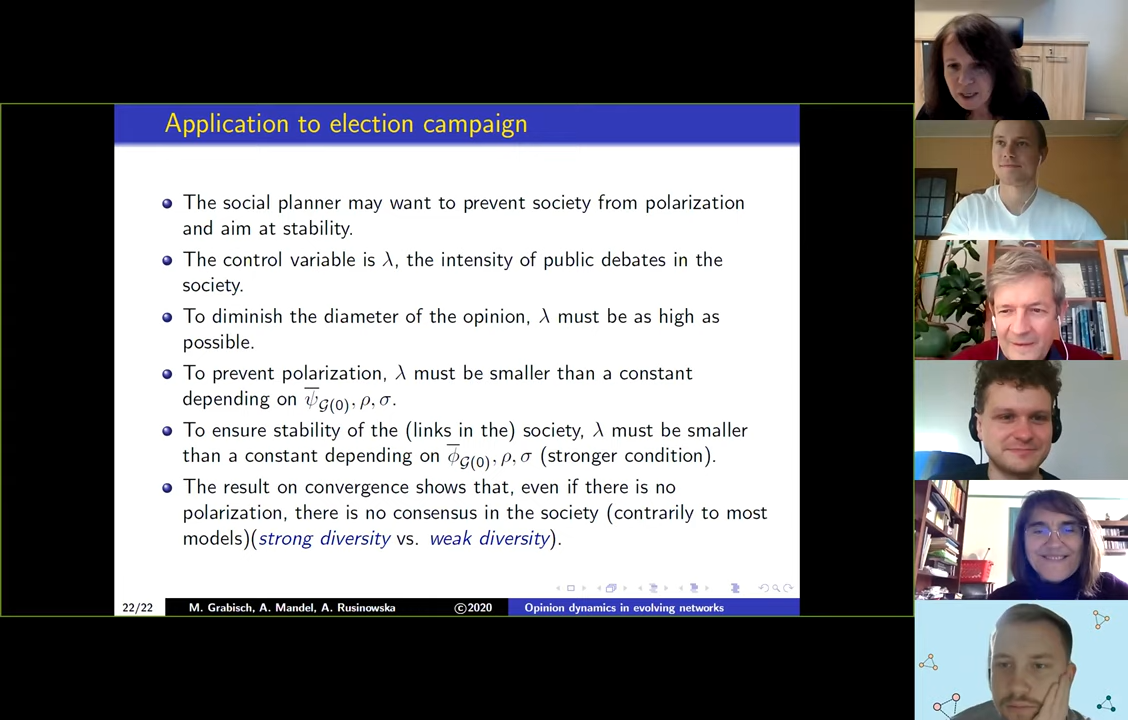 Application to election campaign
The social planner may want to prevent society from polarization
and aim at stability.
The control variable is λ, the intensity of public debates in the
society.
To diminish the diameter of the opinion, λ must be as high as
possible.
To prevent polarization, λ must be smaller than a constant
depending on ψ̅_𝒢(0), ρ, σ.
To ensure stability of the (links in the) society, λ must be smaller
than a constant depending on ϕ̅_𝒢(0), ρ, σ (stronger condition).
The result on convergence shows that, even if there is no
polarization, there is no consensus in the society (contrarily to most
models)(strong diversity vs. weak diversity).
22/22 M. Grabisch, A. Mandel, A. Rusinowska ©2020 Opinion dynamics in evolving networks